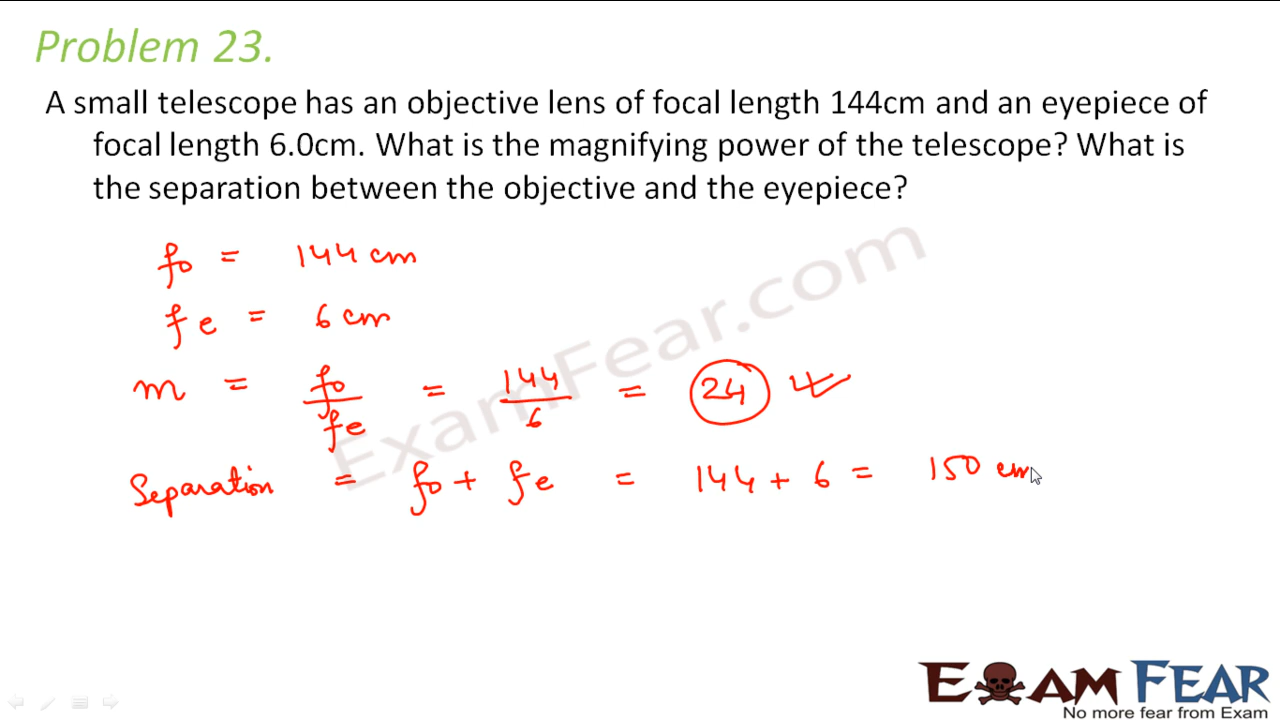 Problem 23.
A small telescope has an objective lens of focal length 144cm and an eyepiece of
focal length 6.0cm. What is the magnifying power of the telescope? What is
the separation between the objective and the eyepiece?
fo = 144 cm
fe = 6 cm
m = fo/fe = 144/6 = 24
Separation = fo + fe = 144 + 6 = 150 cm
ExamFear.com
EXAM FEAR
No more fear from Exam